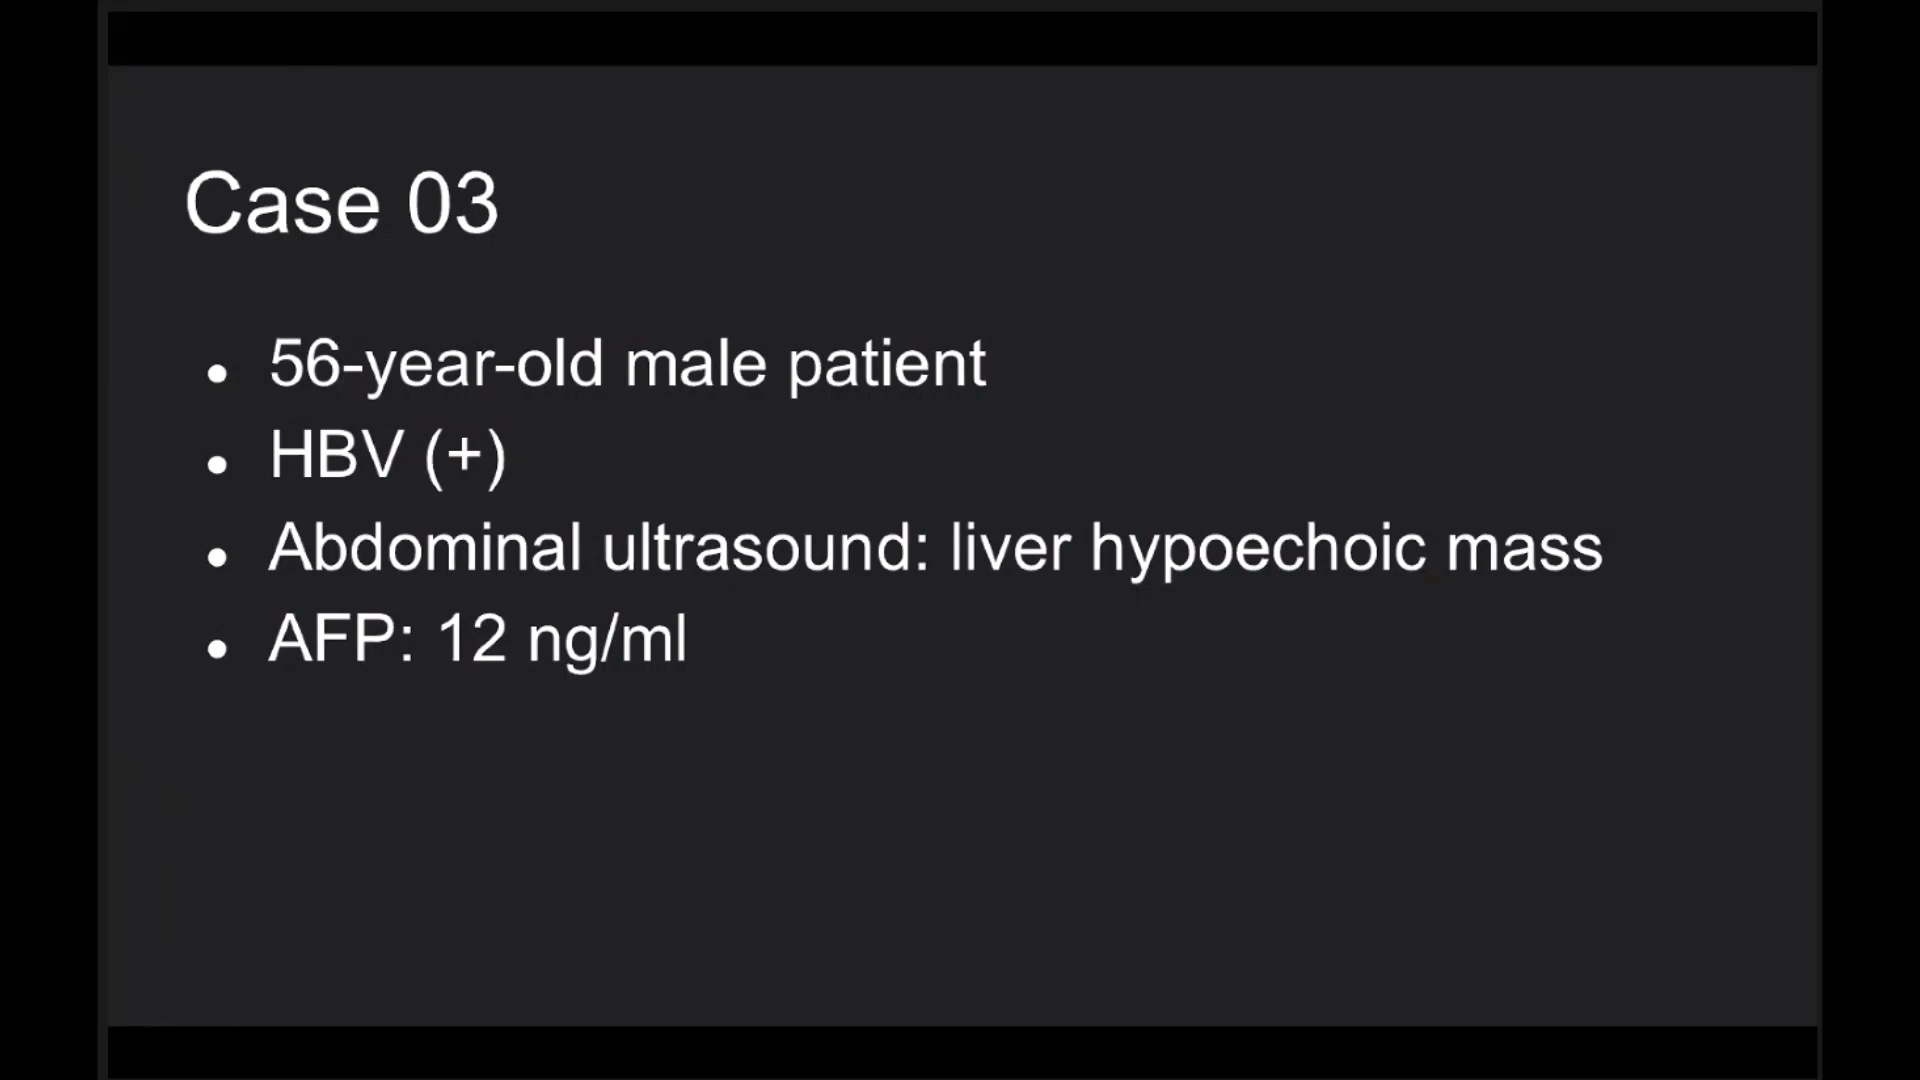 Case 03
• 56-year-old male patient
• HBV (+)
• Abdominal ultrasound: liver hypoechoic mass
• AFP: 12 ng/ml